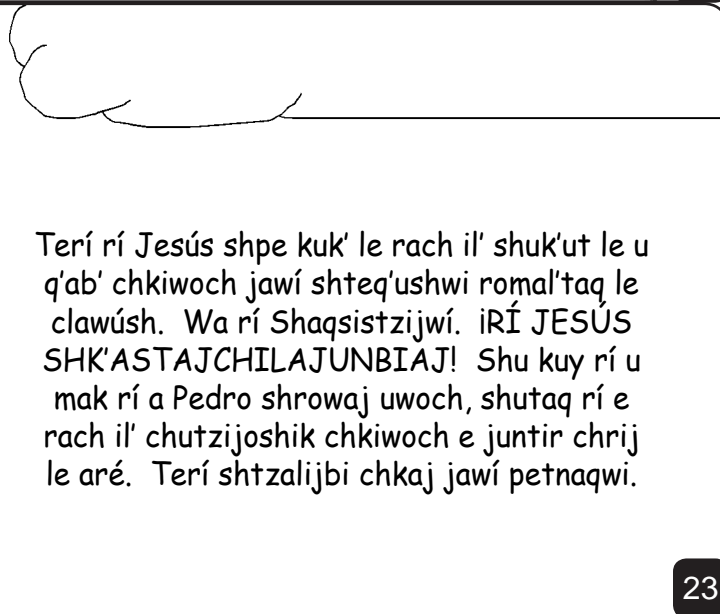 Terí rí Jesús shpe kuk' le rach il' shuk'ut le u
q'ab' chkiwoch jawí shteq'ushwi romal'taq le
clawúsh. Wa rí Shaqsistzijwí. ¡RÍ JESÚS
SHK'ASTAJCHILAJUNBIAJ! Shu kuy rí u
mak rí a Pedro shrowaj uwoch, shutaq rí e
rach il' chutzijoshik chkiwoch e juntir chrij
le aré. Terí shtzalijbi chkaj jawí petnaqwi.
23